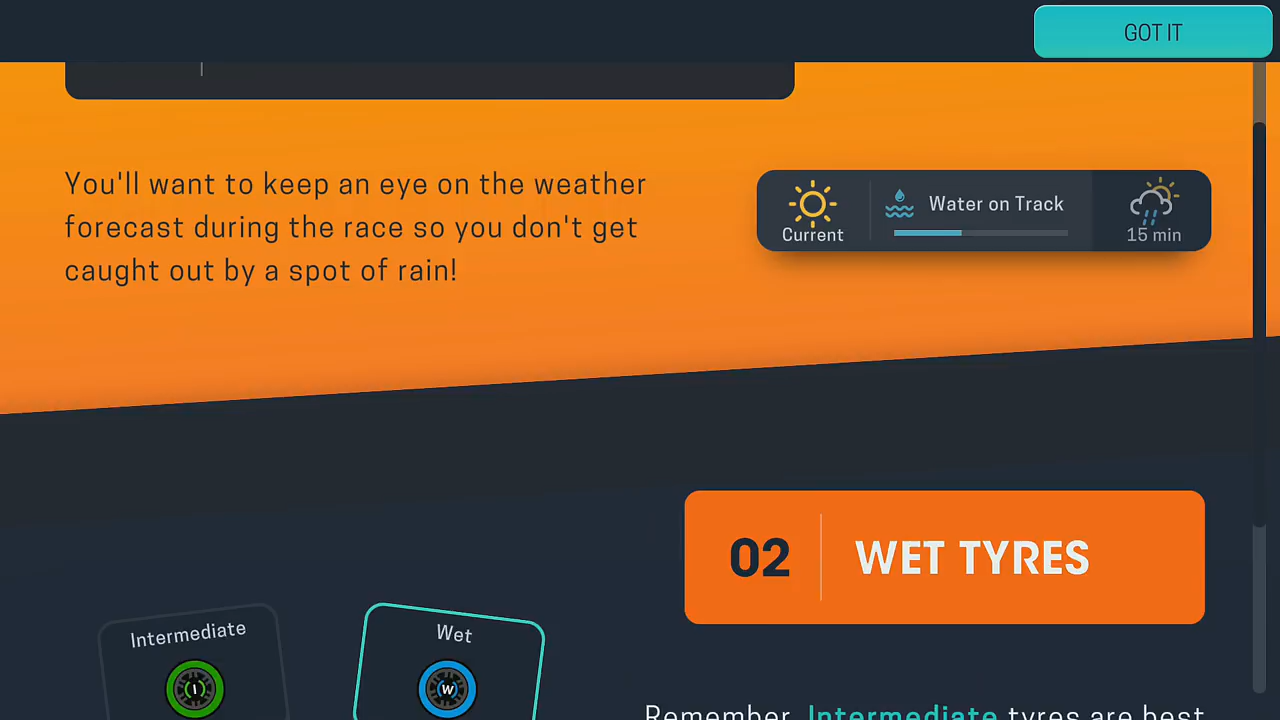 GOT IT
You'll want to keep an eye on the weather
forecast during the race so you don't get
caught out by a spot of rain!
Current
Water on Track
15 min
02
WET TYRES
Intermediate
I
Wet
W
Remember, Intermediate tyres are best